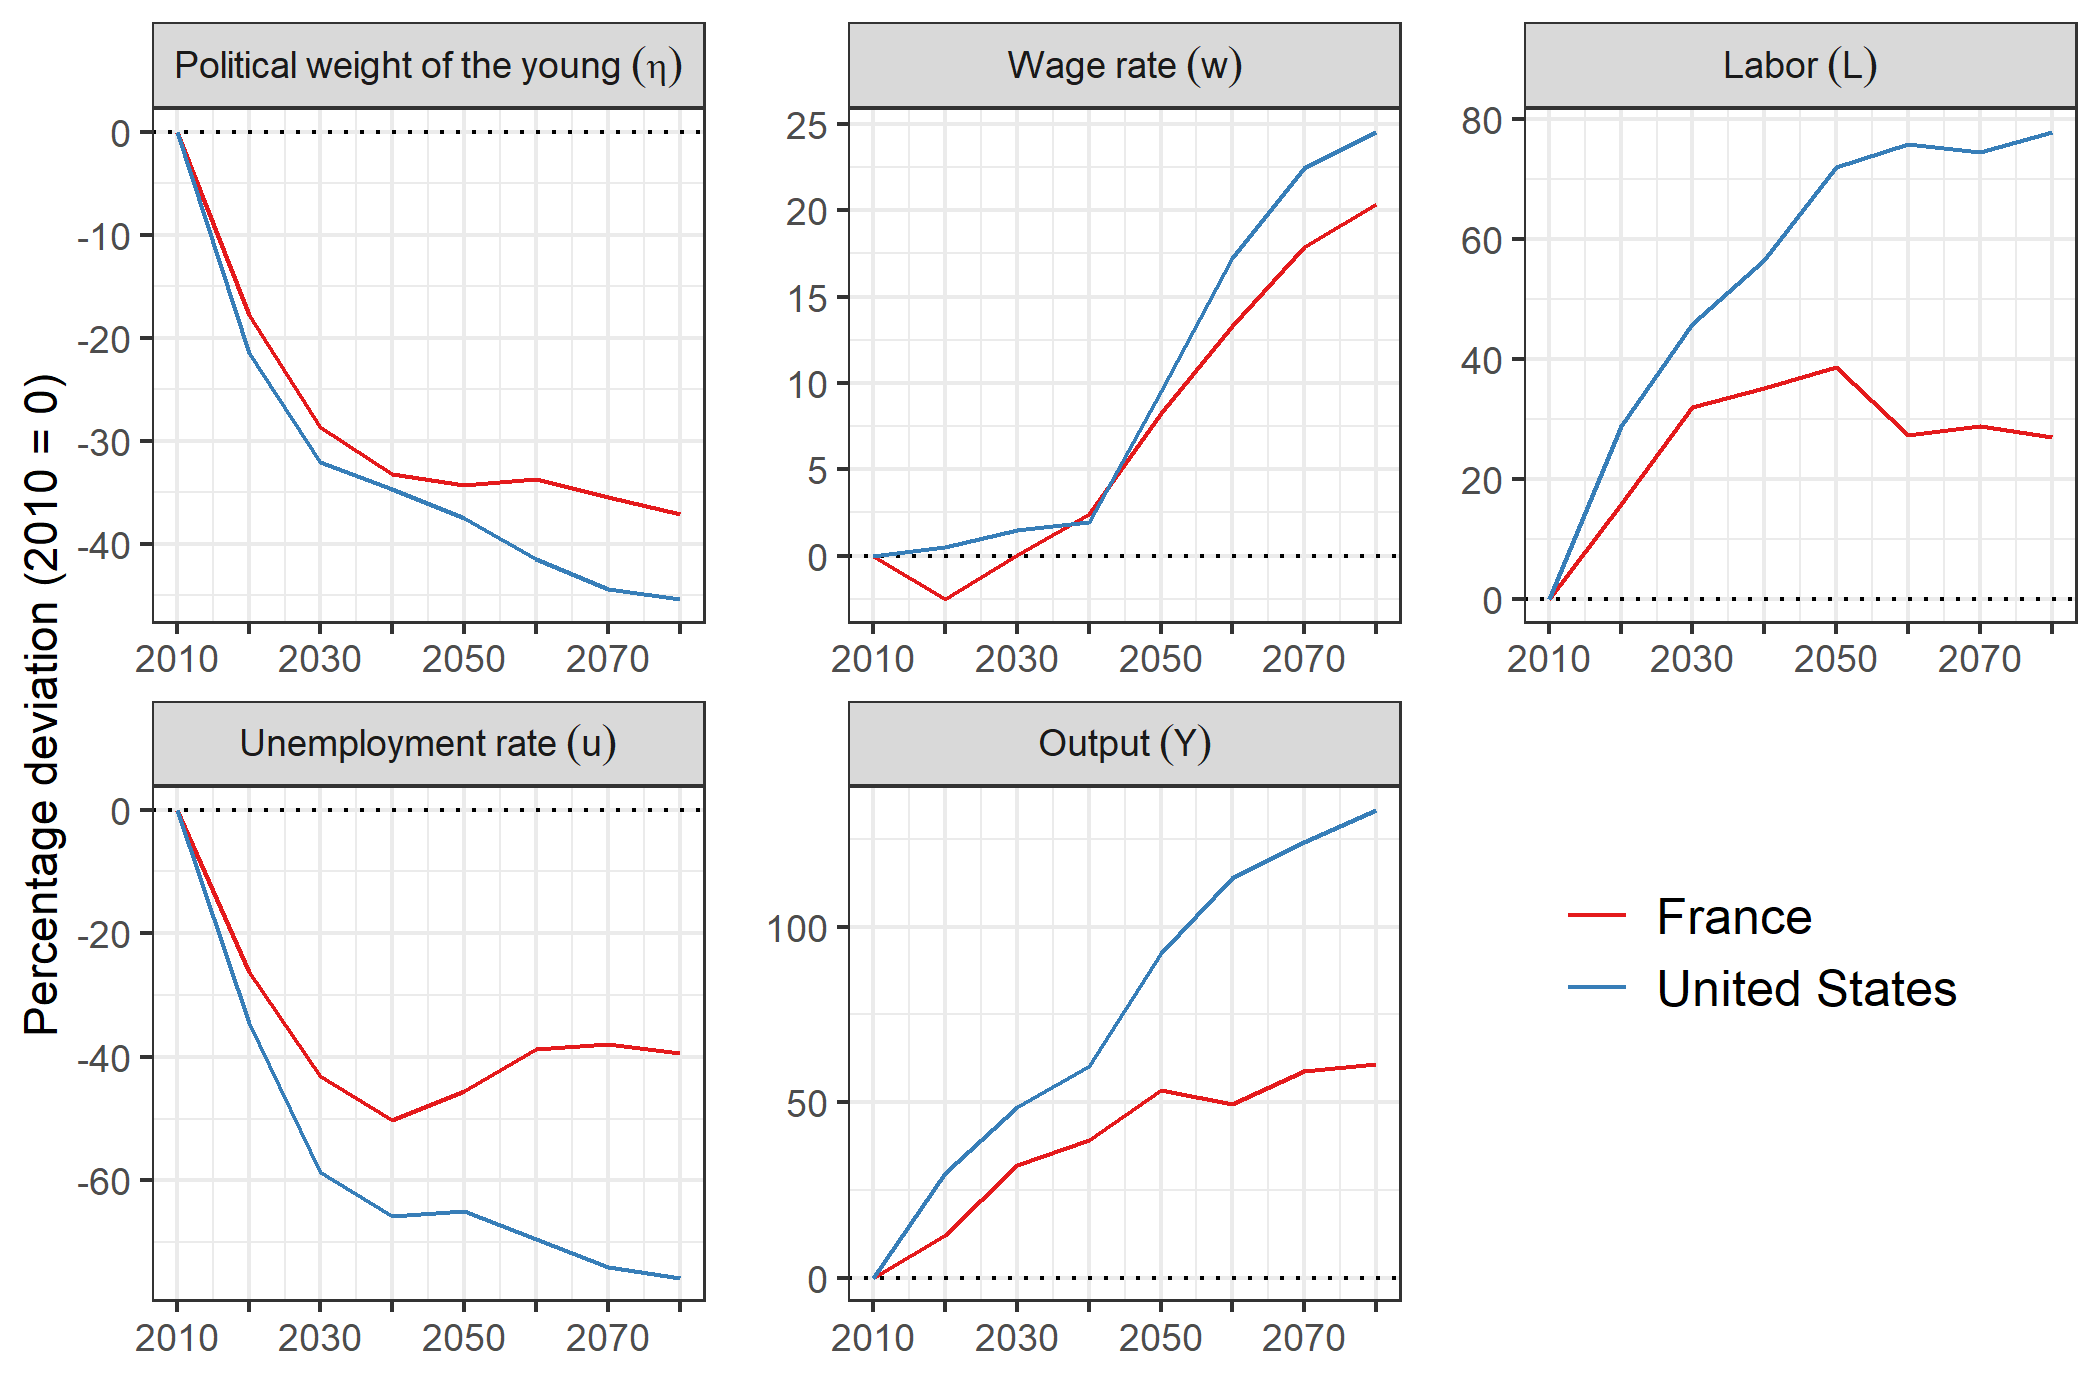 Percentage deviation (2010 = 0)
Political weight of the young (η)
0
-10
-20
-30
-40
2010 2030 2050 2070
Wage rate (w)
25
20
15
10
5
0
2010 2030 2050 2070
Labor (L)
80
60
40
20
0
2010 2030 2050 2070
Unemployment rate (u)
0
-20
-40
-60
2010 2030 2050 2070
Output (Y)
100
50
0
2010 2030 2050 2070
France
United States